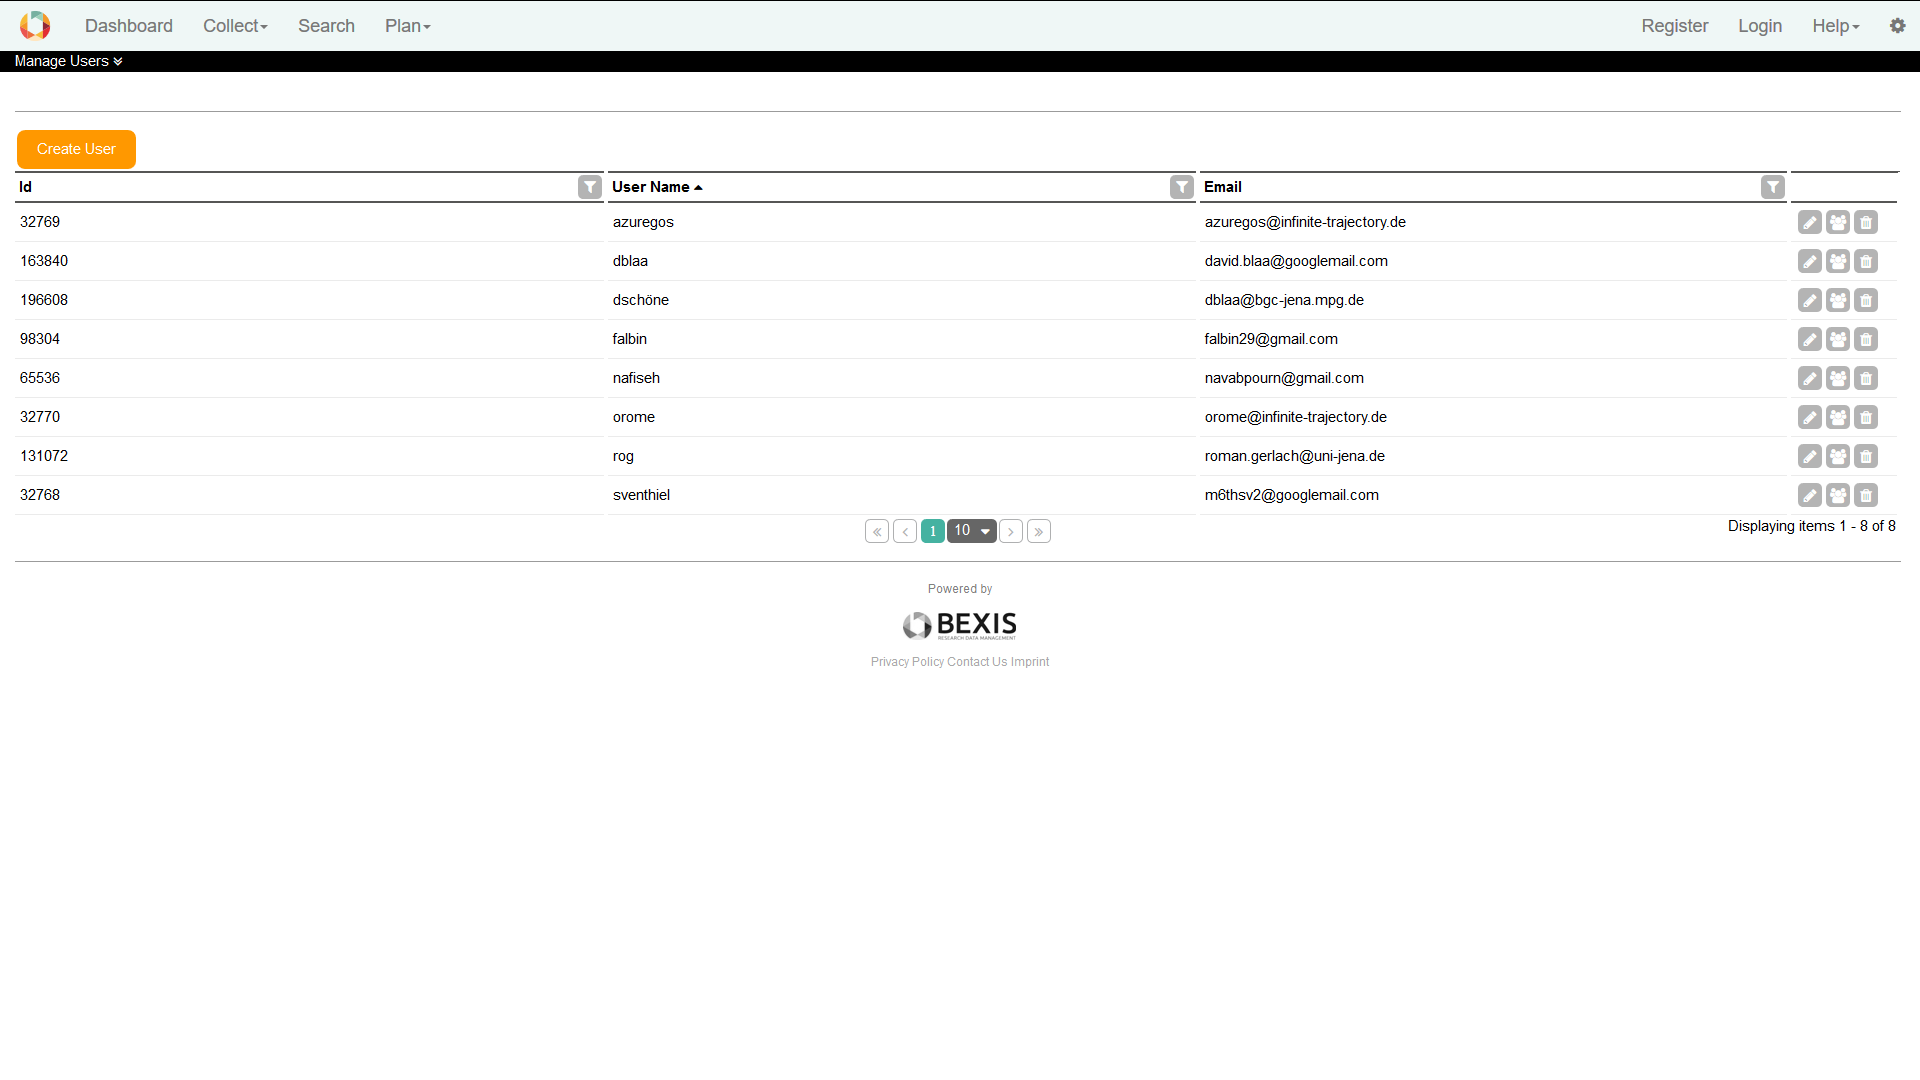 Dashboard Collect Search Plan Register Login Help
Manage Users
Create User
Id User Name Email
32769 azuregos azuregos@infinite-trajectory.de
163840 dblaa david.blaa@googlemail.com
196608 dschöne dblaa@bgc-jena.mpg.de
98304 falbin falbin29@gmail.com
65536 nafiseh navabpourn@gmail.com
32770 orome orome@infinite-trajectory.de
131072 rog roman.gerlach@uni-jena.de
32768 sventhiel m6thsv2@googlemail.com
1 10 Displaying items 1 - 8 of 8
Powered by
BEXIS
RESEARCH DATA MANAGEMENT
Privacy Policy Contact Us Imprint